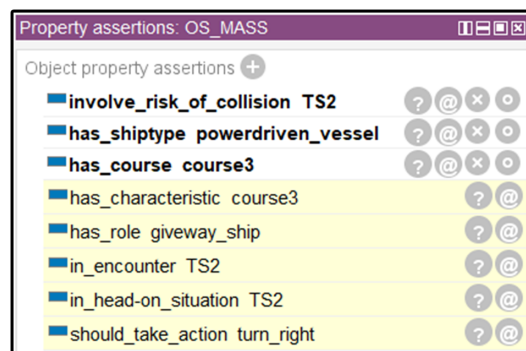 Property assertions: OS_MASS
Object property assertions
involve_risk_of_collision TS2
has_shiptype powerdriven_vessel
has_course course3
has_characteristic course3
has_role giveway_ship
in_encounter TS2
in_head-on_situation TS2
should_take_action turn_right